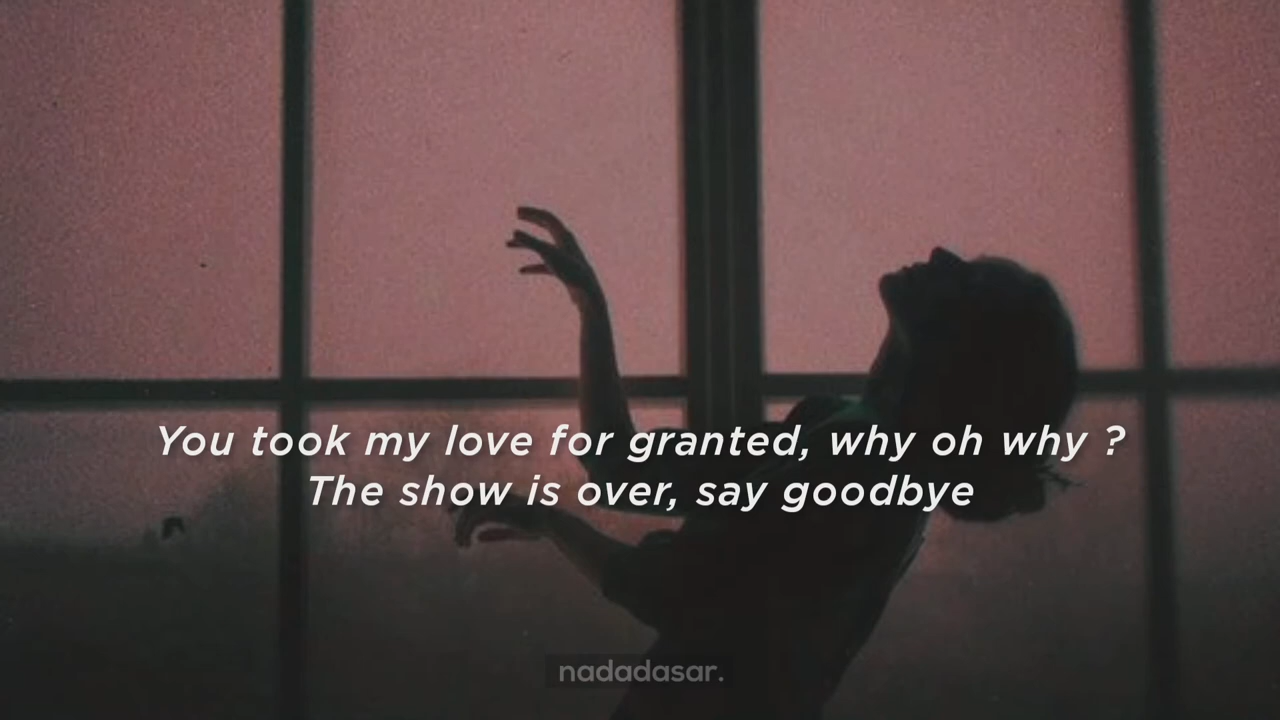 You took my love for granted, why oh why ?
The show is over, say goodbye
nadadasar.